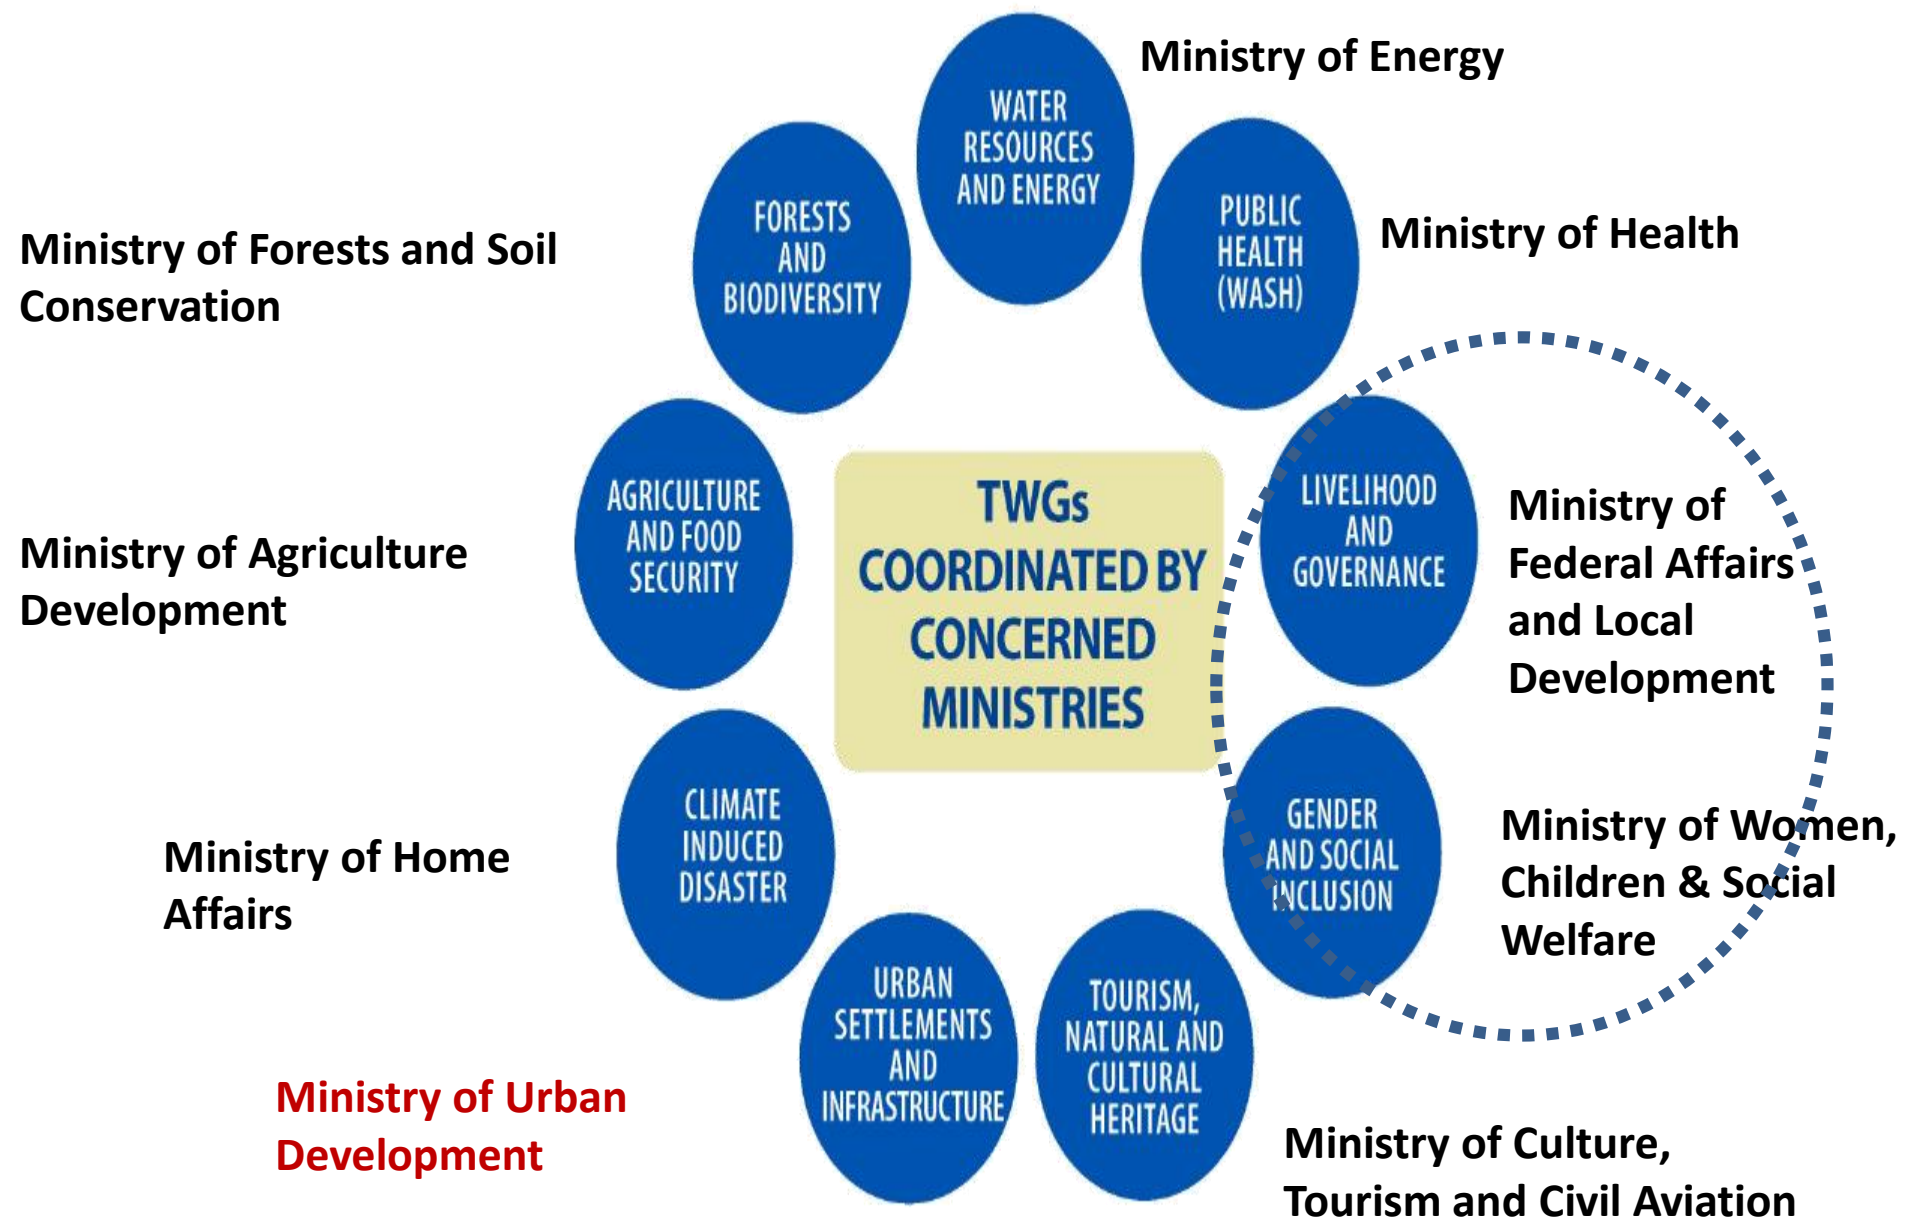 Ministry of Energy
WATER
RESOURCES
AND ENERGY
PUBLIC
HEALTH
(WASH)
Ministry of Health
FORESTS
AND
BIODIVERSITY
Ministry of Forests and Soil
Conservation
LIVELIHOOD
AND
GOVERNANCE
Ministry of
Federal Affairs
and Local
Development
AGRICULTURE
AND FOOD
SECURITY
Ministry of Agriculture
Development
TWGs
COORDINATED BY
CONCERNED
MINISTRIES
GENDER
AND SOCIAL
INCLUSION
Ministry of Women,
Children & Social
Welfare
CLIMATE
INDUCED
DISASTER
Ministry of Home
Affairs
URBAN
SETTLEMENTS
AND
INFRASTRUCTURE
Ministry of Urban
Development
TOURISM,
NATURAL AND
CULTURAL
HERITAGE
Ministry of Culture,
Tourism and Civil Aviation